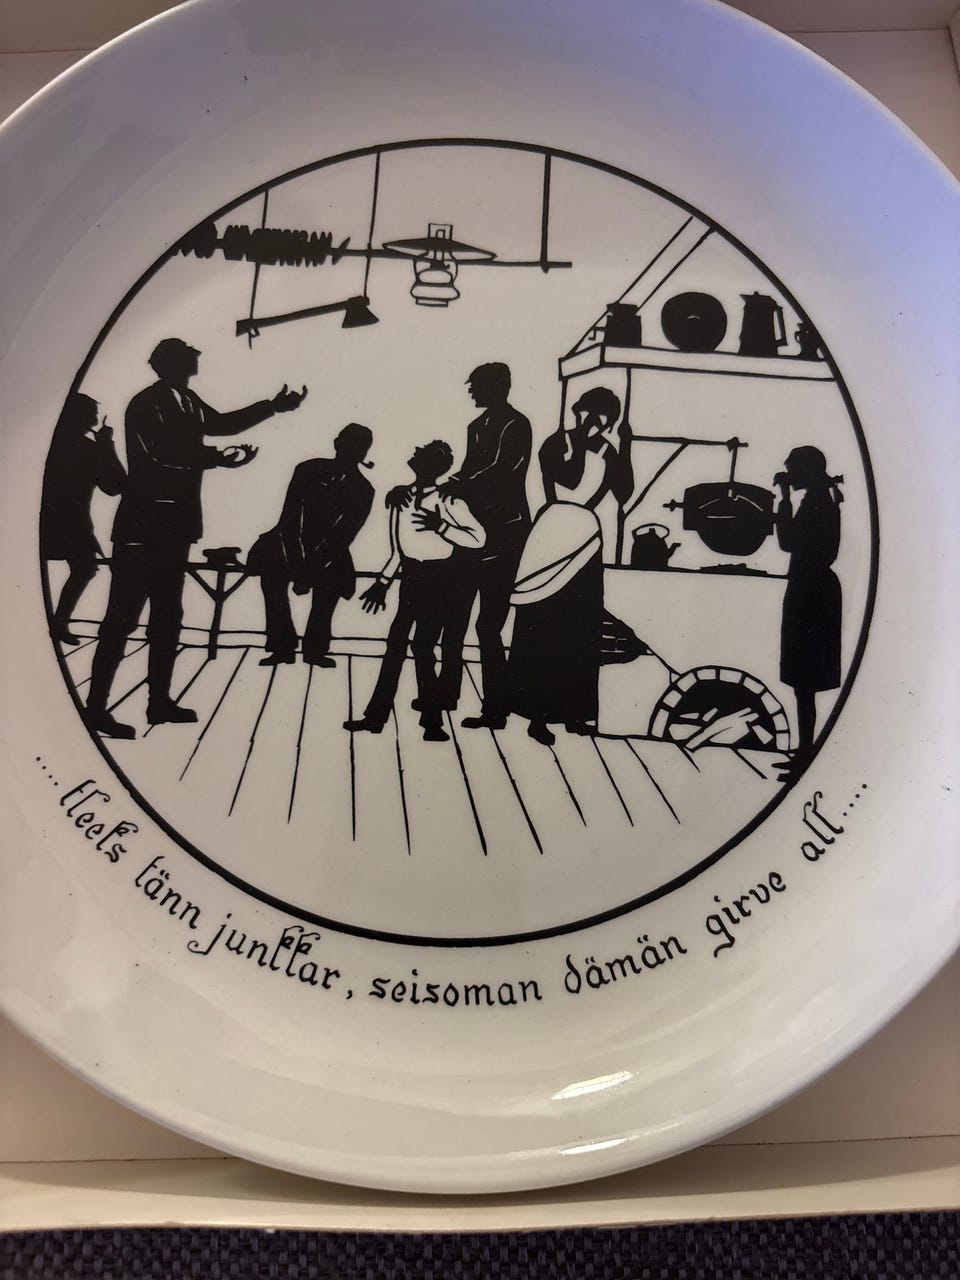 .....tleeks tänn junkkar, seisoman dämän girve all.....